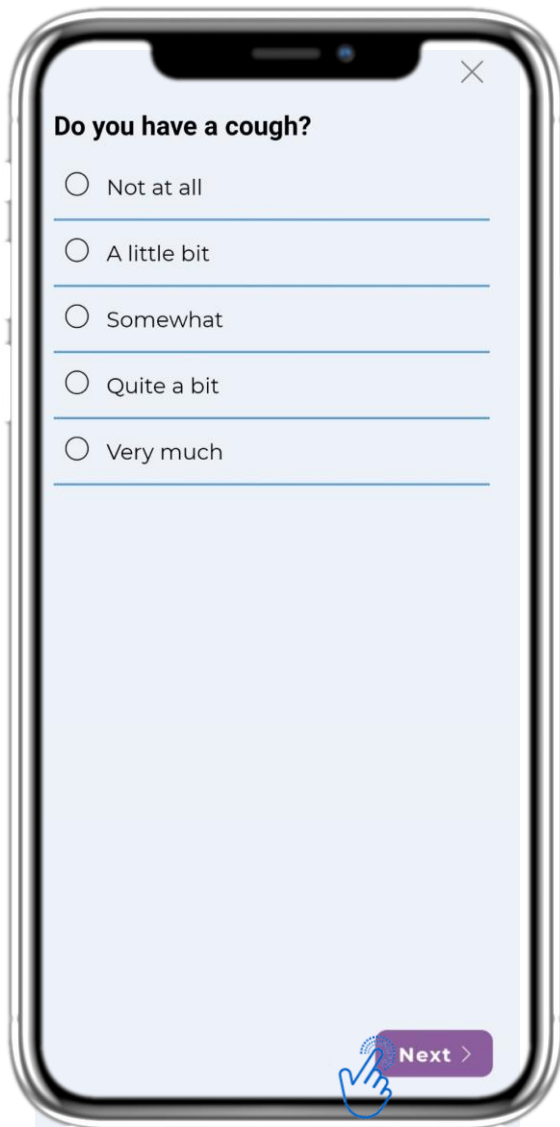 Do you have a cough?
Not at all
A little bit
Somewhat
Quite a bit
Very much
Next